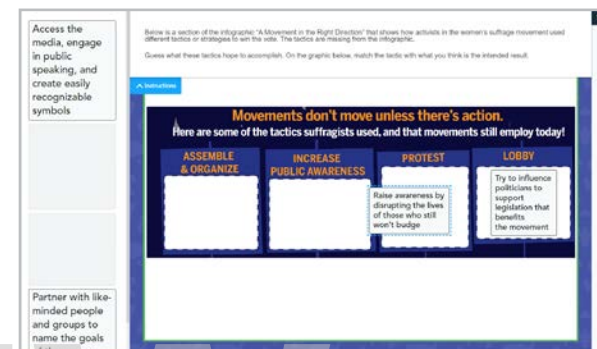 Access the
media, engage
in public
speaking, and
create easily
recognizable
symbols
Below is a section of the infographic "A Movement in the Right Direction" that shows how activists in the women's suffrage movement used
different tactics or strategies to win the vote. The tactics are missing from the infographic.
Guess what these tactics hope to accomplish. On the graphic below, match the tactic with what you think is the intended result.
Instructions
Movements don't move unless there's action.
Here are some of the tactics suffragists used, and that movements still employ today!
ASSEMBLE
& ORGANIZE
INCREASE
PUBLIC AWARENESS
PROTEST
LOBBY
Raise awareness by
disrupting the lives
of those who still
won't budge
Try to influence
politicians to
support
legislation that
benefits
the movement
Partner with like-
minded people
and groups to
name the goals